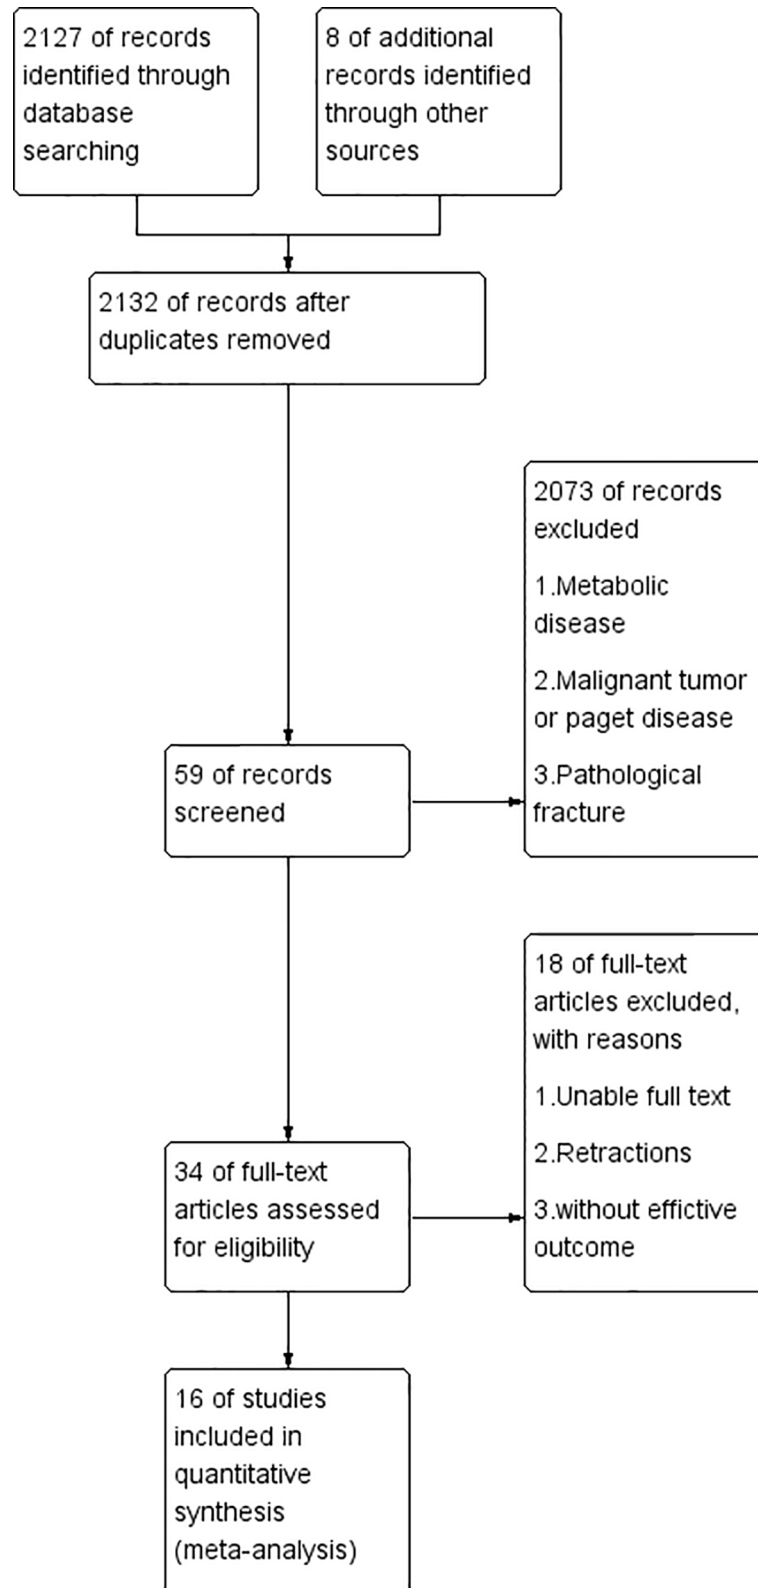 2127 of records
identified through
database
searching
8 of additional
records identified
through other
sources
2132 of records after
duplicates removed
2073 of records
excluded
1.Metabolic
disease
2.Malignant tumor
or paget disease
3.Pathological
fracture
59 of records
screened
18 of full-text
articles excluded,
with reasons
1.Unable full text
2.Retractions
3.without effictive
outcome
34 of full-text
articles assessed
for eligibility
16 of studies
included in
quantitative
synthesis
(meta-analysis)